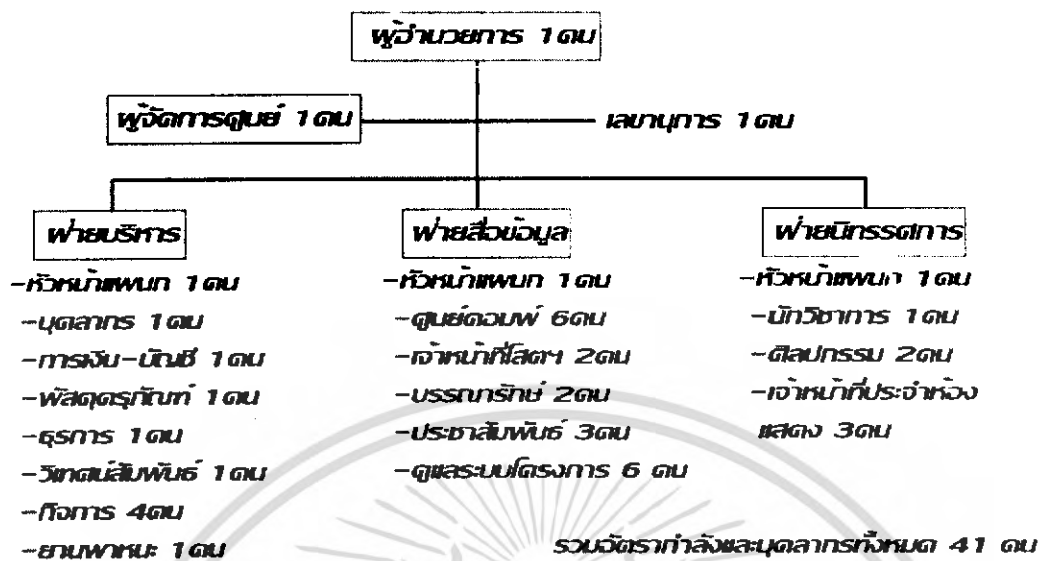 ผู้อำนวยการ 1คน
ผู้จัดการศูนย์ 1คน
เลขานุการ 1คน
ฝ่ายบริหาร
-หัวหน้าแผนก 1คน
-บุคลากร 1คน
-การเงิน-บัญชี 1คน
-พัสดุครุภัณฑ์ 1คน
-ธุรการ 1คน
-วิเทศน์สัมพันธ์ 1คน
-กิจการ 4คน
-ยานพาหนะ 1คน
ฝ่ายสื่อข้อมูล
-หัวหน้าแผนก 1คน
-ศูนย์คอมพ์ 6คน
-เจ้าหน้าที่โสตฯ 2คน
-บรรณารักษ์ 2คน
-ประชาสัมพันธ์ 3คน
-ดูแลระบบโครงการ 6 คน
ฝ่ายนิทรรศการ
-หัวหน้าแผนก 1คน
-นักวิชาการ 1คน
-ศิลปกรรม 2คน
-เจ้าหน้าที่ประจำห้อง
แสดง 3คน
รวมอัตรากำลังและบุคลากรทั้งหมด 41 คน